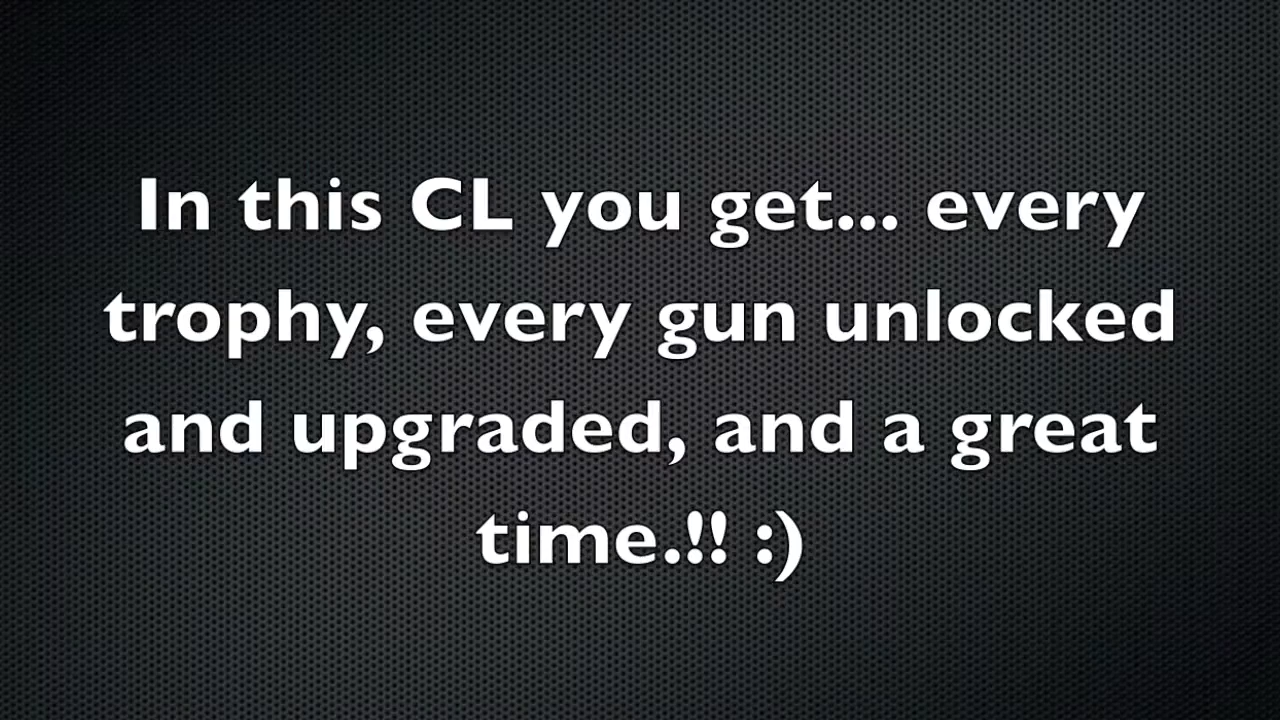 In this CL you get... every
trophy, every gun unlocked
and upgraded, and a great
time.!! :)